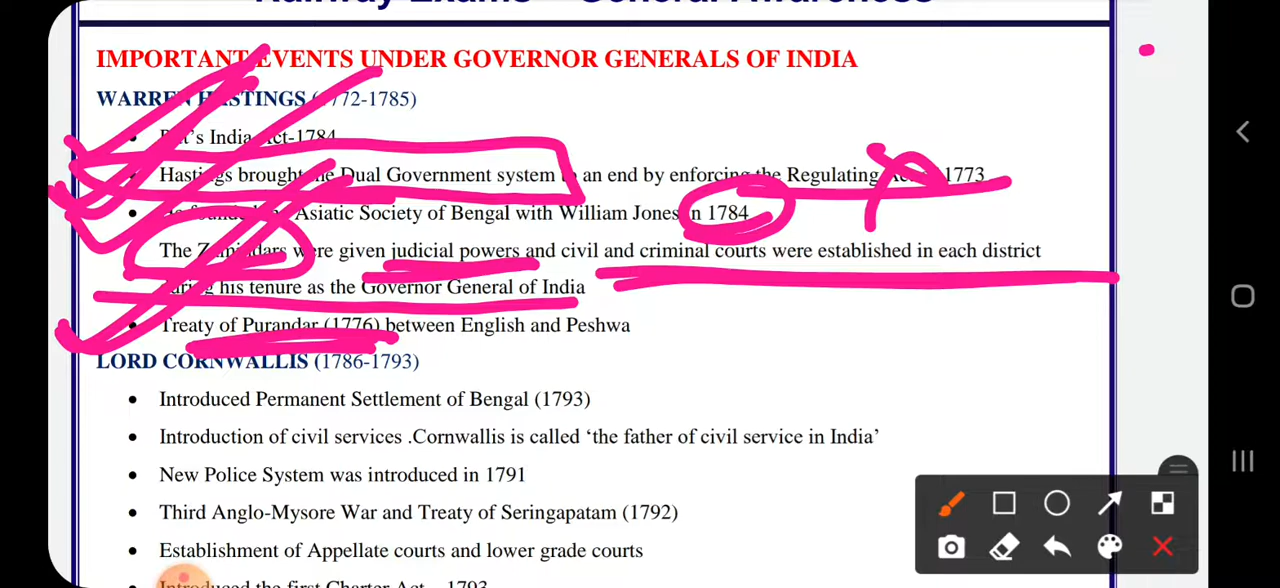 Railway Exams – General Awareness
IMPORTANT EVENTS UNDER GOVERNOR GENERALS OF INDIA
WARREN HASTINGS (1772-1785)
• Pitt's India Act-1784
Hastings brought the Dual Government system to an end by enforcing the Regulating 1773
• Asiatic Society of Bengal with William Jones in 1784
The Zamindars were given judicial powers and civil and criminal courts were established in each district
during his tenure as the Governor General of India
• Treaty of Purandar (1776) between English and Peshwa
LORD CORNWALLIS (1786-1793)
• Introduced Permanent Settlement of Bengal (1793)
• Introduction of civil services .Cornwallis is called ‘the father of civil service in India’
• New Police System was introduced in 1791
• Third Anglo-Mysore War and Treaty of Seringapatam (1792)
• Establishment of Appellate courts and lower grade courts
Introduced the first Charter Act – 1793